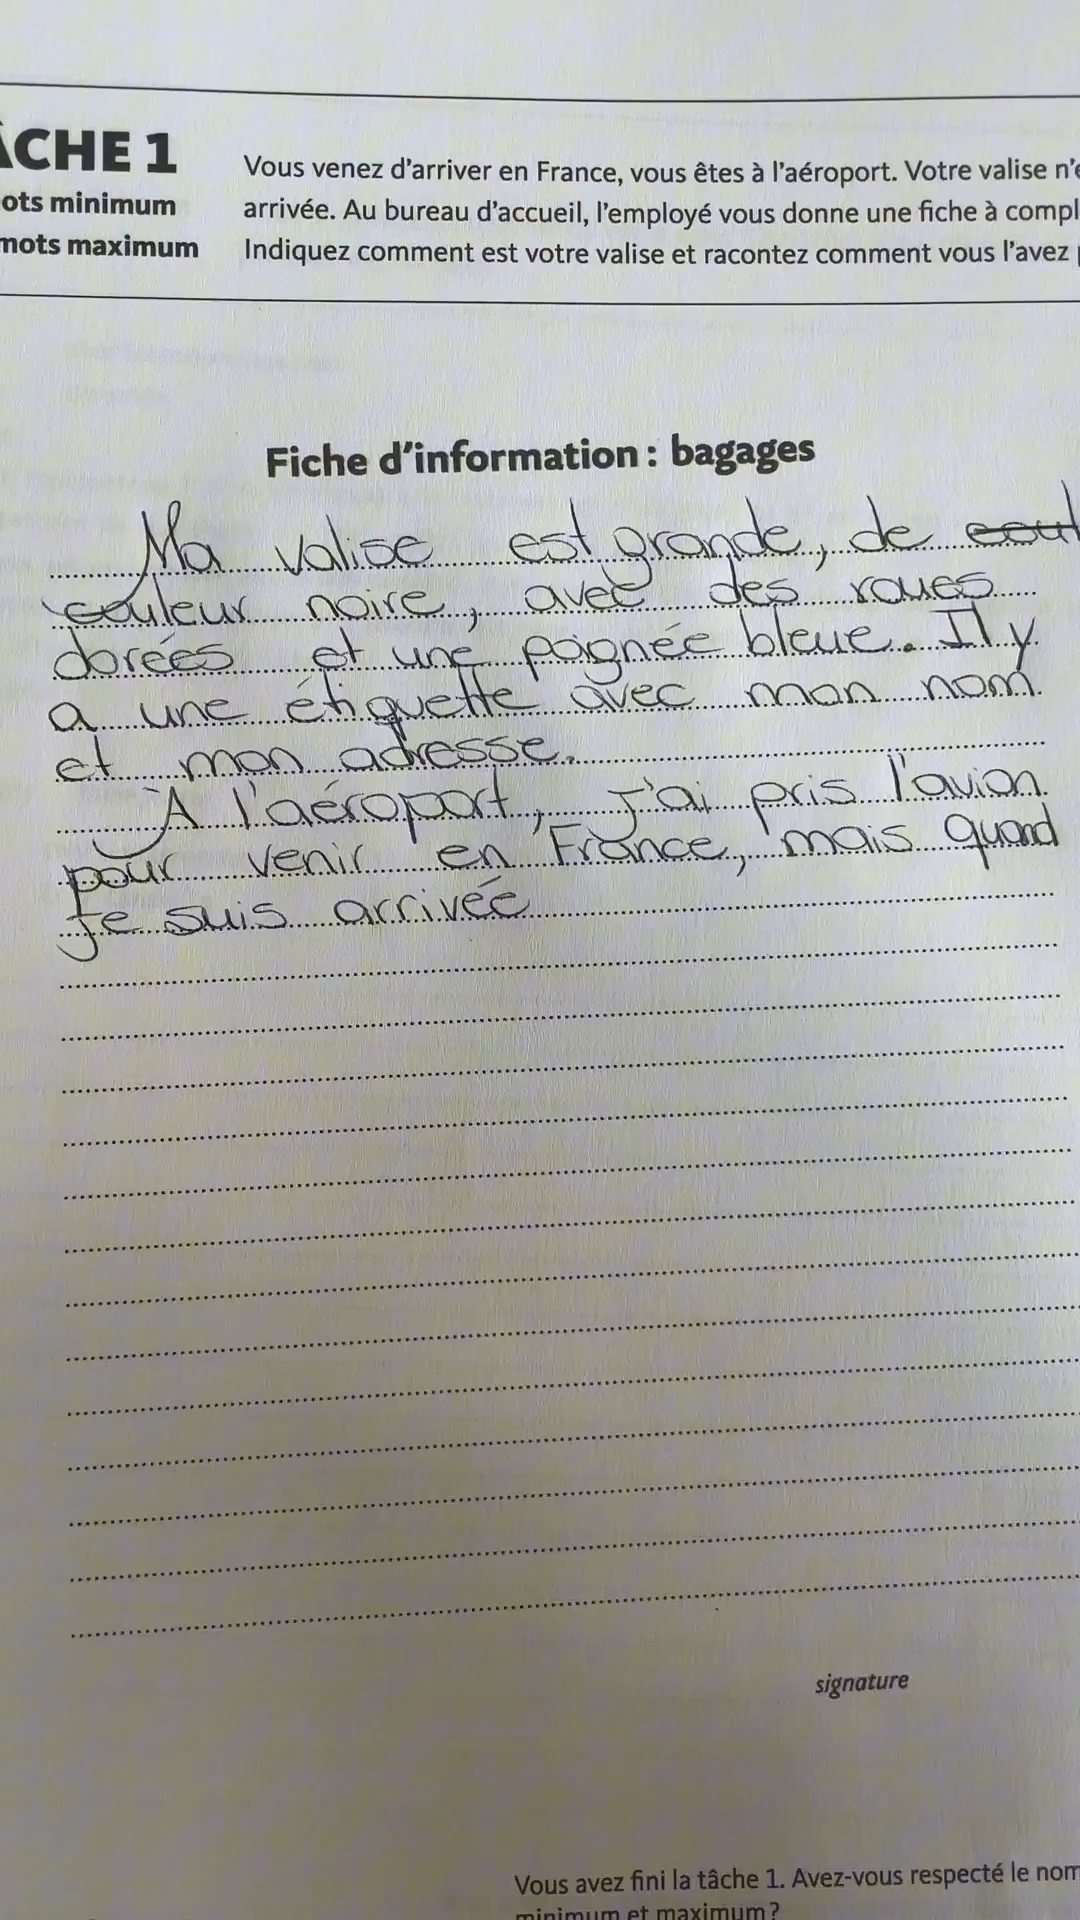 ÂCHE 1
ots minimum
mots maximum
Vous venez d'arriver en France, vous êtes à l'aéroport. Votre valise n'e
arrivée. Au bureau d'accueil, l'employé vous donne une fiche à compl
Indiquez comment est votre valise et racontez comment vous l'avez p
Fiche d'information : bagages
Ma valise est grande, de coul
couleur noire, avec des roues
dorées et une poignée bleue. Il y
a une étiquette avec mon nom
et mon adresse.
À l'aéroport, j'ai pris l'avion
pour venir en France, mais quand
je suis arrivée
signature
Vous avez fini la tâche 1. Avez-vous respecté le nom
minimum et maximum ?